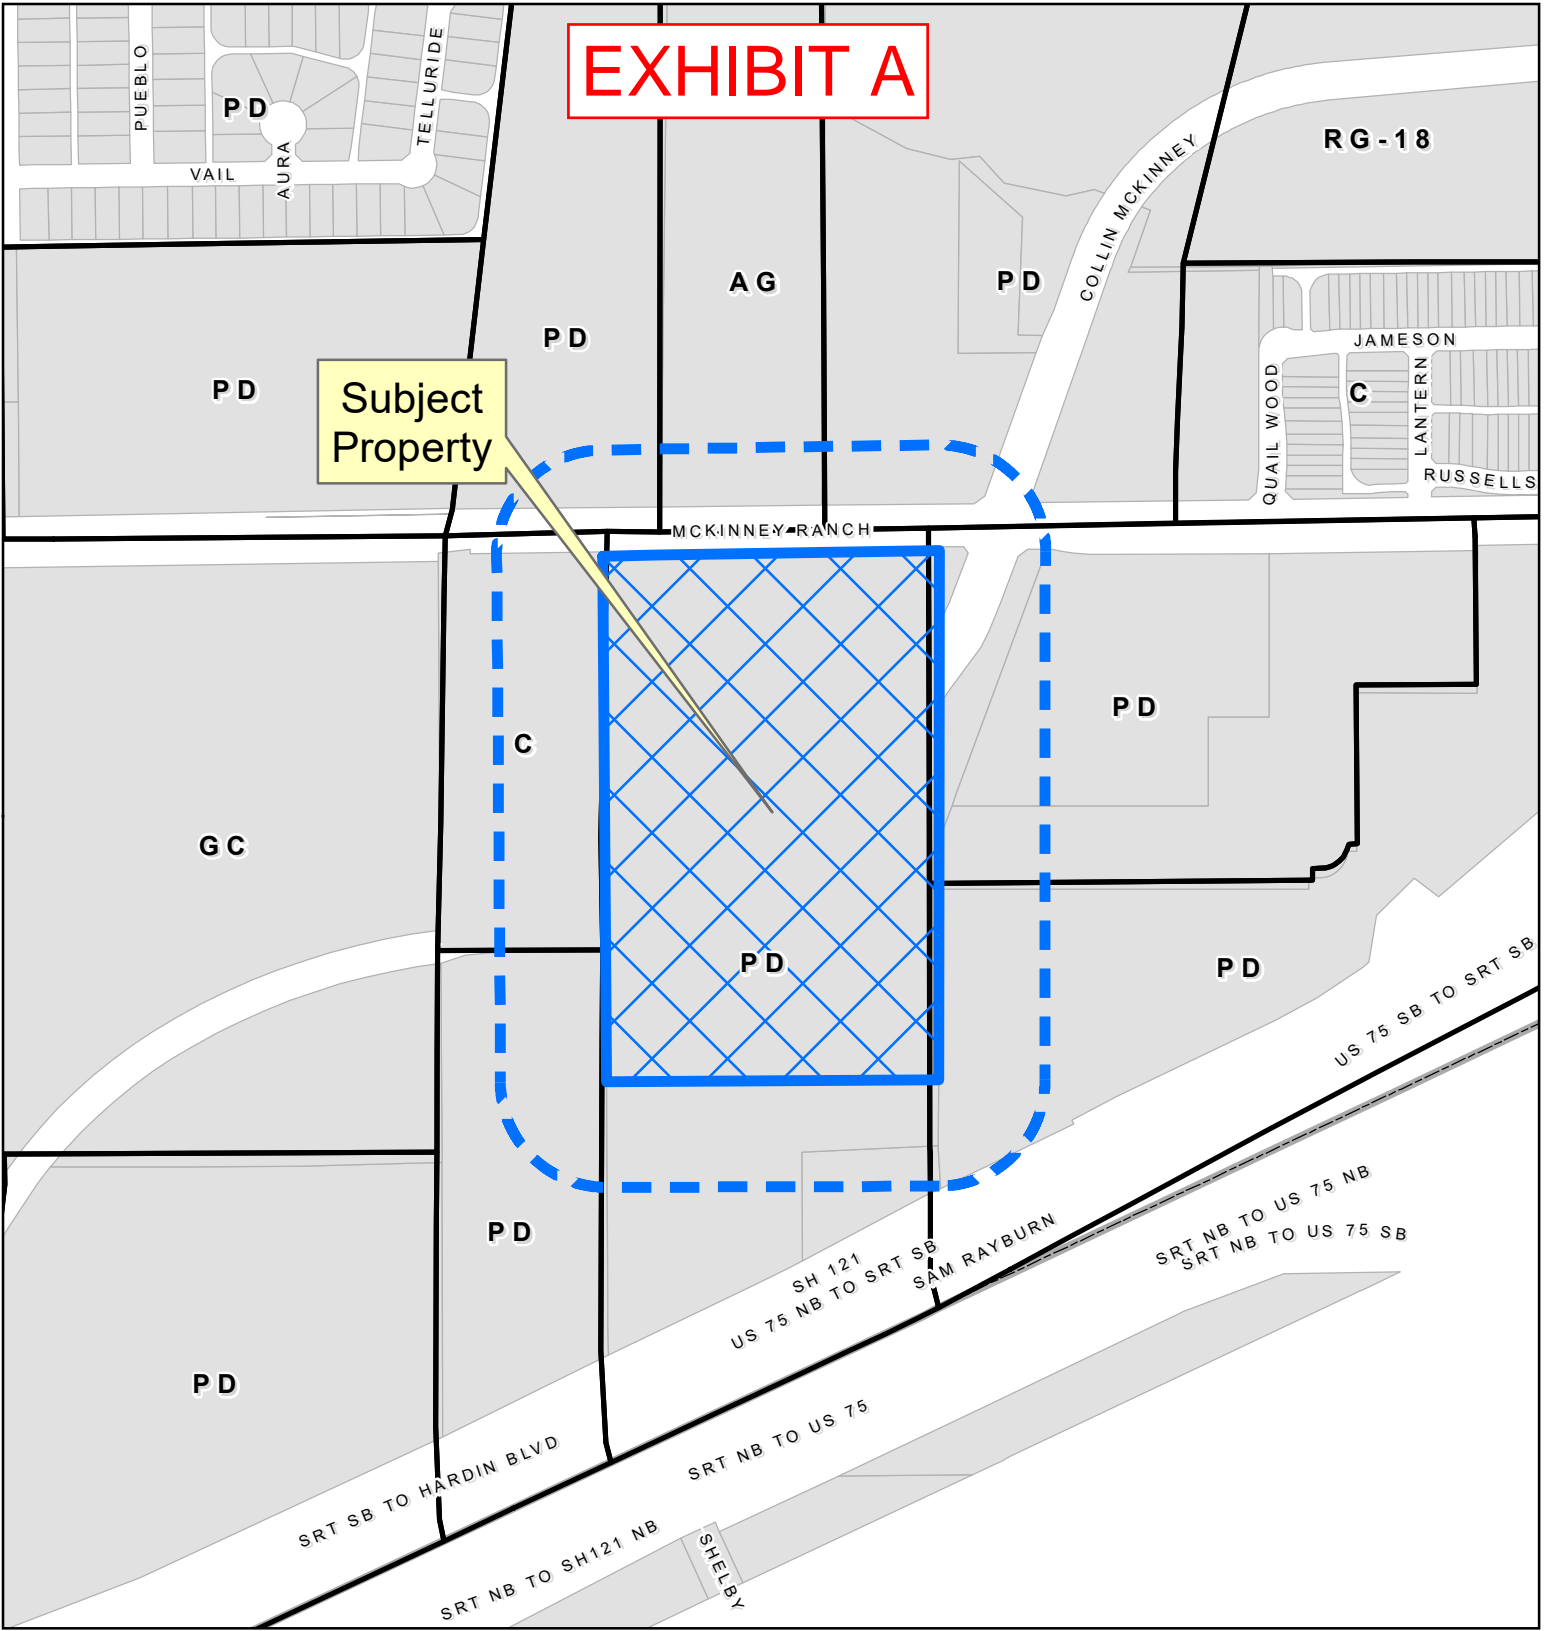 EXHIBIT A
PUEBLO
TELLURIDE
PD
AURA
VAIL
RG-18
COLLIN MCKINNEY
AG
PD
PD
PD
JAMESON
QUAIL WOOD
C
LANTERN
RUSSELLS
Subject
Property
MCKINNEY RANCH
PD
C
GC
PD
PD
US 75 SB TO SRT SB
PD
SRT NB TO US 75 NB
SRT NB TO US 75 SB
SH 121
US 75 NB TO SRT SB
SAM RAYBURN
PD
SRT NB TO US 75
SRT SB TO HARDIN BLVD
SRT NB TO SH121 NB
SHELBY